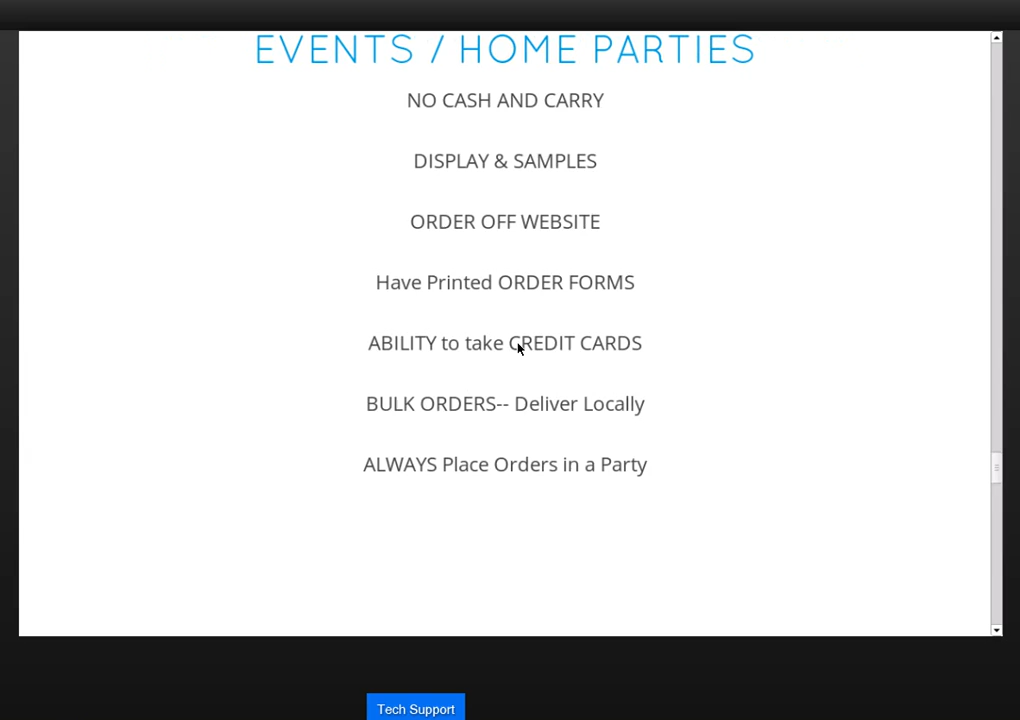 EVENTS / HOME PARTIES
NO CASH AND CARRY
DISPLAY & SAMPLES
ORDER OFF WEBSITE
Have Printed ORDER FORMS
ABILITY to take CREDIT CARDS
BULK ORDERS-- Deliver Locally
ALWAYS Place Orders in a Party
Tech Support